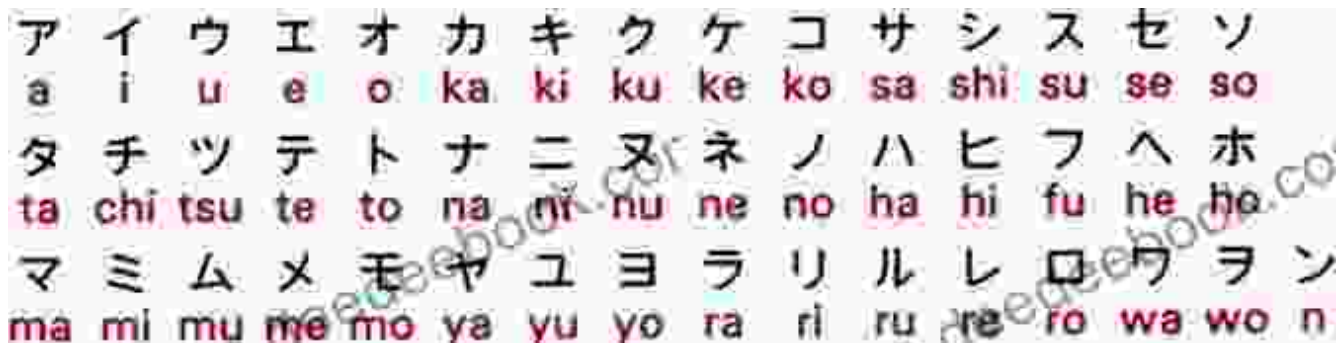 ア イ ウ エ オ カ キ ク ケ コ サ シ ス セ ソ
a i u e o ka ki ku ke ko sa shi su se so
タ チ ツ テ ト ナ ニ ヌ ネ ノ ハ ヒ フ ヘ ホ
ta chi tsu te to na ni nu ne no ha hi fu he ho
マ ミ ム メ モ ヤ ユ ヨ ラ リ ル レ ロ ワ ヲ ン
ma mi mu me mo ya yu yo ra ri ru re ro wa wo n